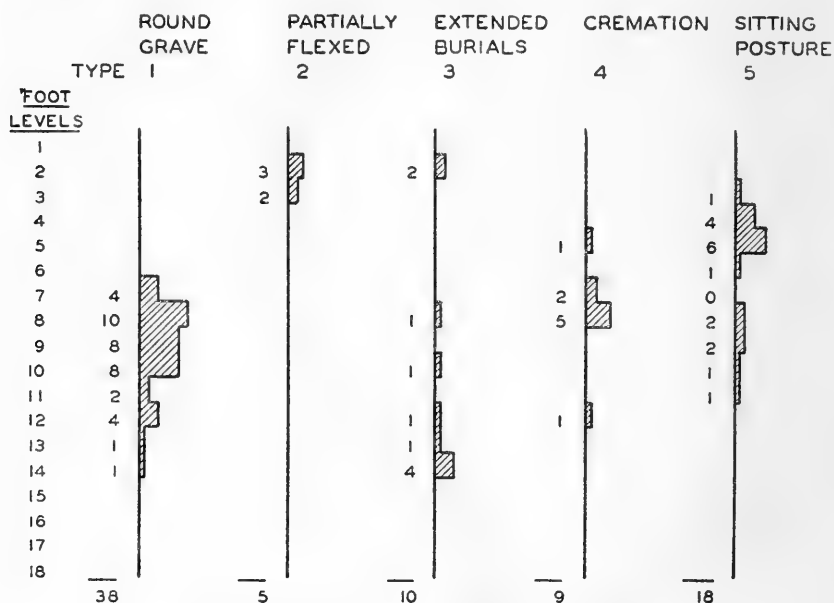 ROUND GRAVE PARTIALLY FLEXED EXTENDED BURIALS CREMATION SITTING POSTURE
TYPE 1 2 3 4 5
"FOOT
LEVELS
1
2 3 2
3 2 1
4 4
5 1 6
6 1
7 4 2 0
8 10 1 5 2
9 8 2
10 8 1 1
11 2 1
12 4 1 1
13 1 1
14 1 4
15
16
17
18
38 5 10 9 18